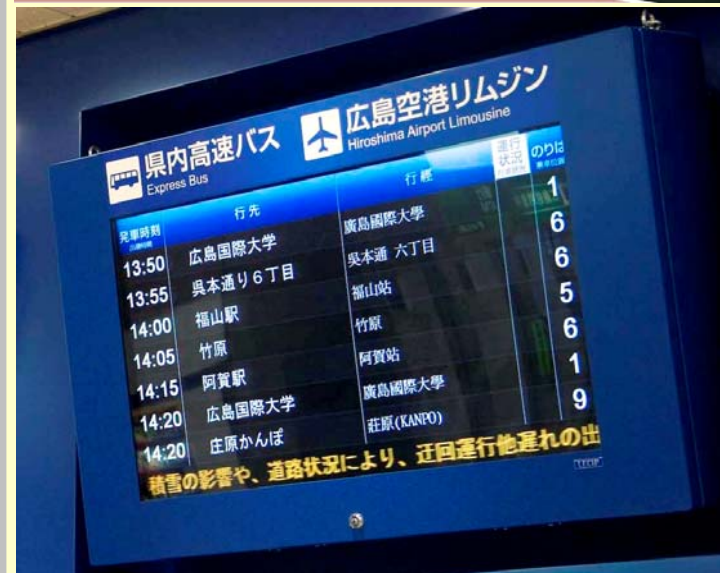 県内高速バス 広島空港リムジン
Express Bus Hiroshima Airport Limousine
発車時刻 行先 行經 運行状況 のりば
13:50 広島国際大学 廣島國際大學 1
13:55 呉本通り6丁目 吳本通 六丁目 6
14:00 福山駅 福山站 6
14:05 竹原 竹原 5
14:15 阿賀駅 阿賀站 6
14:20 広島国際大学 廣島國際大學 1
14:20 庄原かんぽ 莊原(KANPO) 9
積雪の影響や、道路状況により、迂回運行他遅れの出